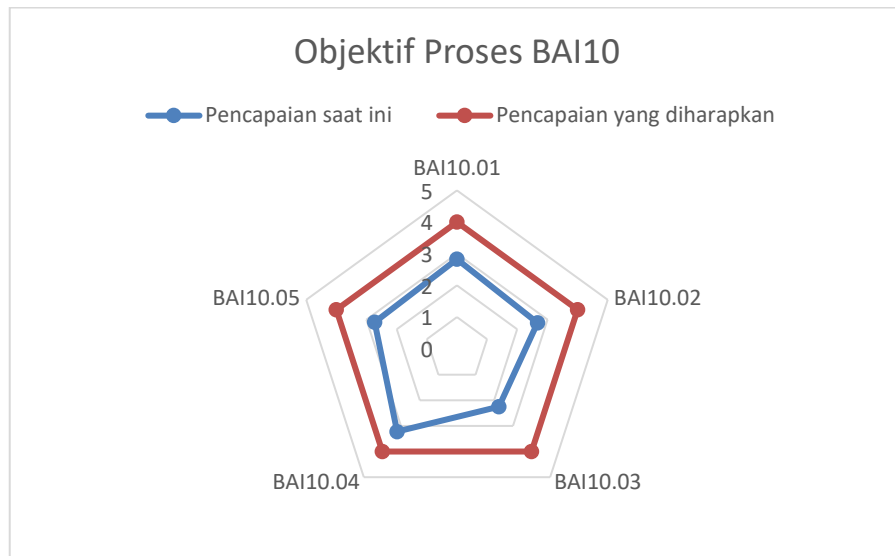 Objektif Proses BAI10
Pencapaian saat ini
Pencapaian yang diharapkan
BAI10.01
5
4
3
2
1
0
BAI10.02
BAI10.03
BAI10.04
BAI10.05